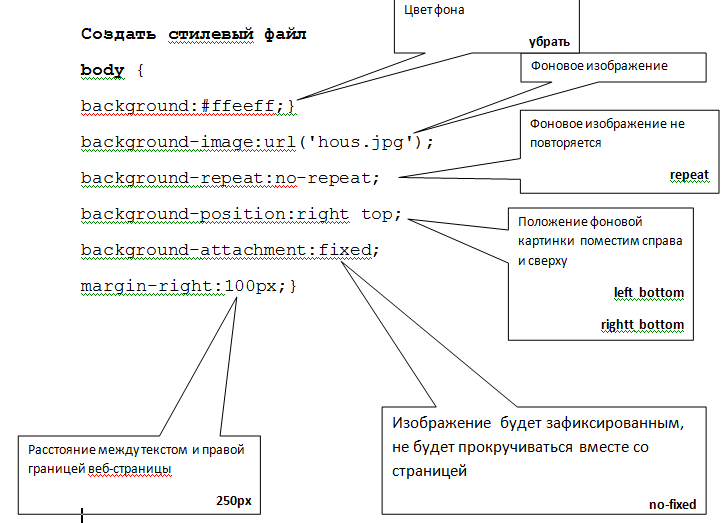 Создать стилевый файл
Цвет фона
убрать
body {
Фоновое изображение
background:#ffeeff;}
background-image:url('hous.jpg');
Фоновое изображение не
повторяется
repeat
background-repeat:no-repeat;
background-position:right top;
Положение фоновой
картинки поместим справа
и сверху
left bottom
rightt bottom
background-attachment:fixed;
margin-right:100px;}
Изображение будет зафиксированным,
не будет прокручиваться вместе со
страницей
no-fixed
Расстояние между текстом и правой
границей веб-страницы
250px